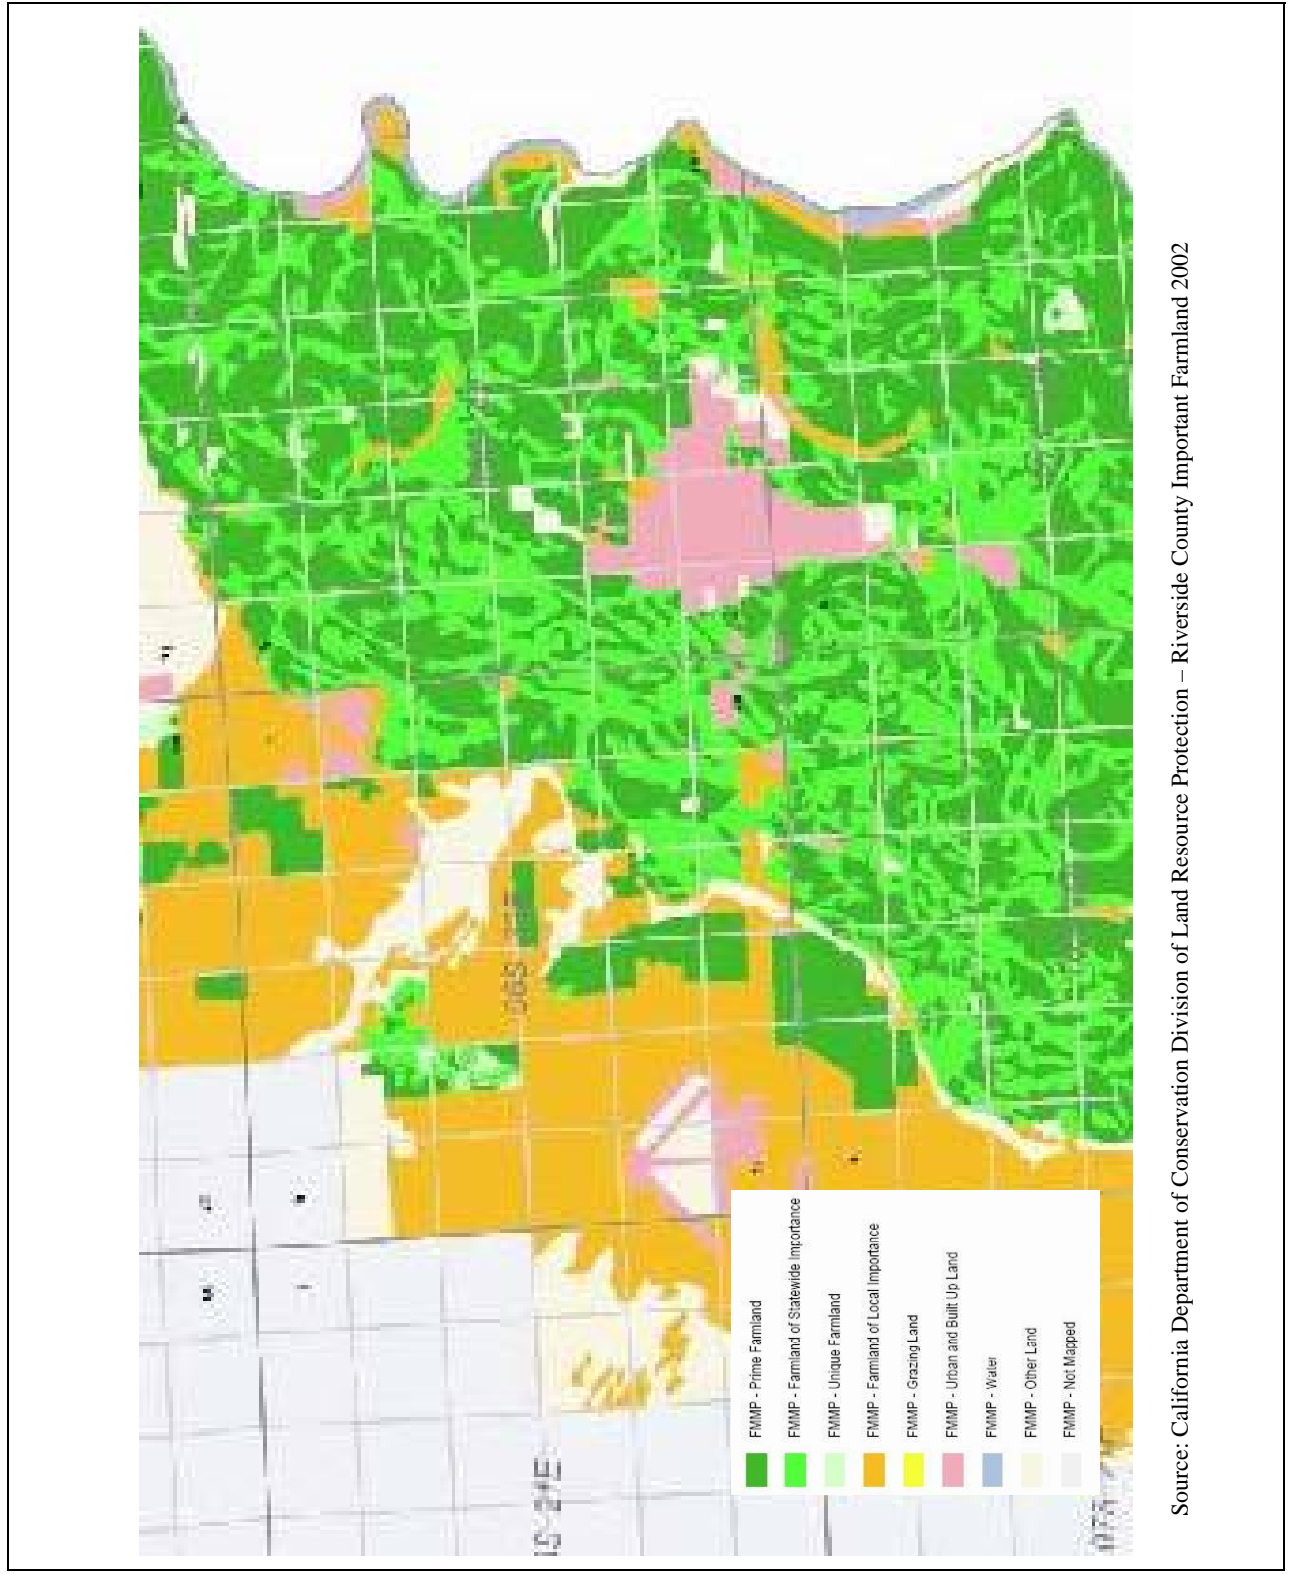 FMMP - Prime Farmland
FMMP - Farmland of Statewide Importance
FMMP - Unique Farmland
FMMP - Farmland of Local Importance
FMMP - Grazing Land
FMMP - Urban and Built Up Land
FMMP - Water
FMMP - Other Land
FMMP - Not Mapped
Source: California Department of Conservation Division of Land Resource Protection – Riverside County Important Farmland 2002